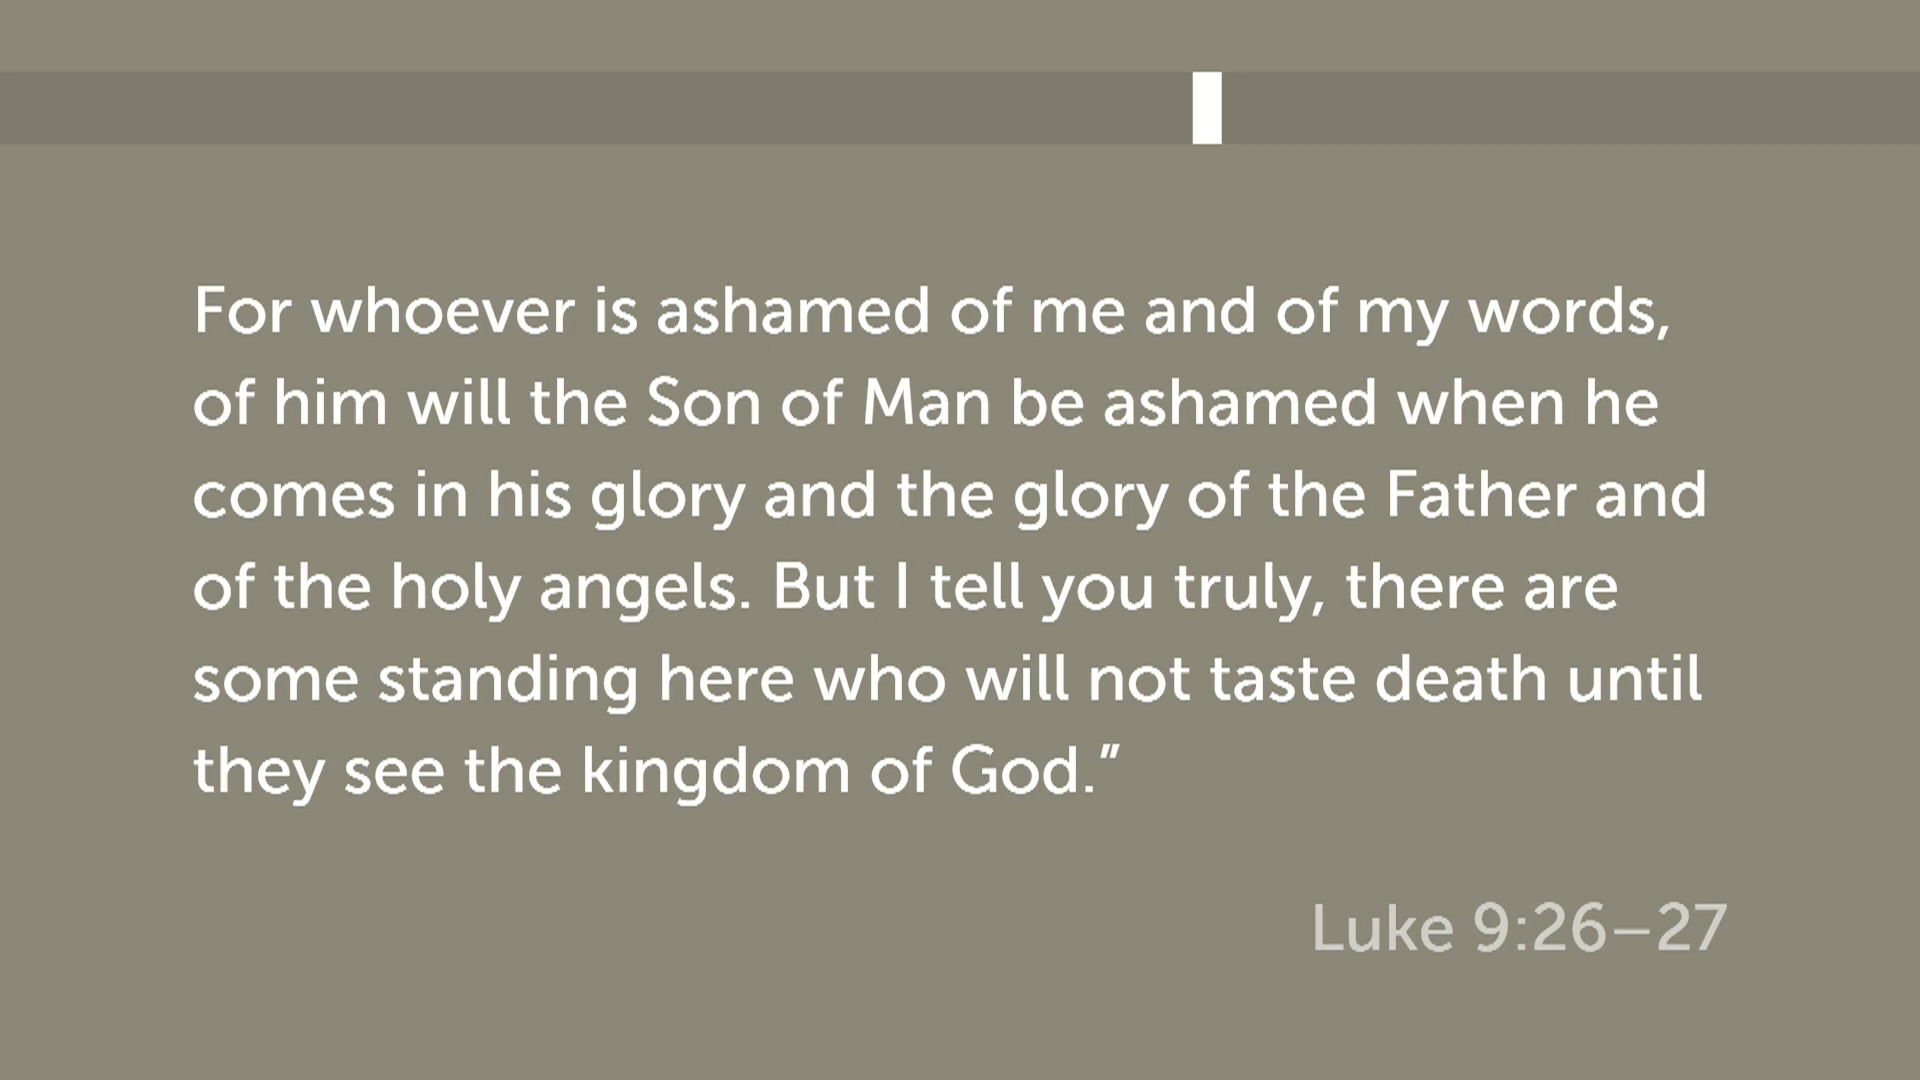 For whoever is ashamed of me and of my words,
of him will the Son of Man be ashamed when he
comes in his glory and the glory of the Father and
of the holy angels. But I tell you truly, there are
some standing here who will not taste death until
they see the kingdom of God.”
Luke 9:26–27